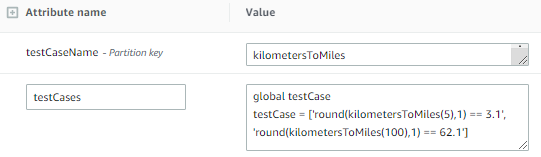 Attribute name Value
testCaseName - Partition key kilometersToMiles
testCases global testCase
testCase = ['round(kilometersToMiles(5),1) == 3.1',
'round(kilometersToMiles(100),1) == 62.1']